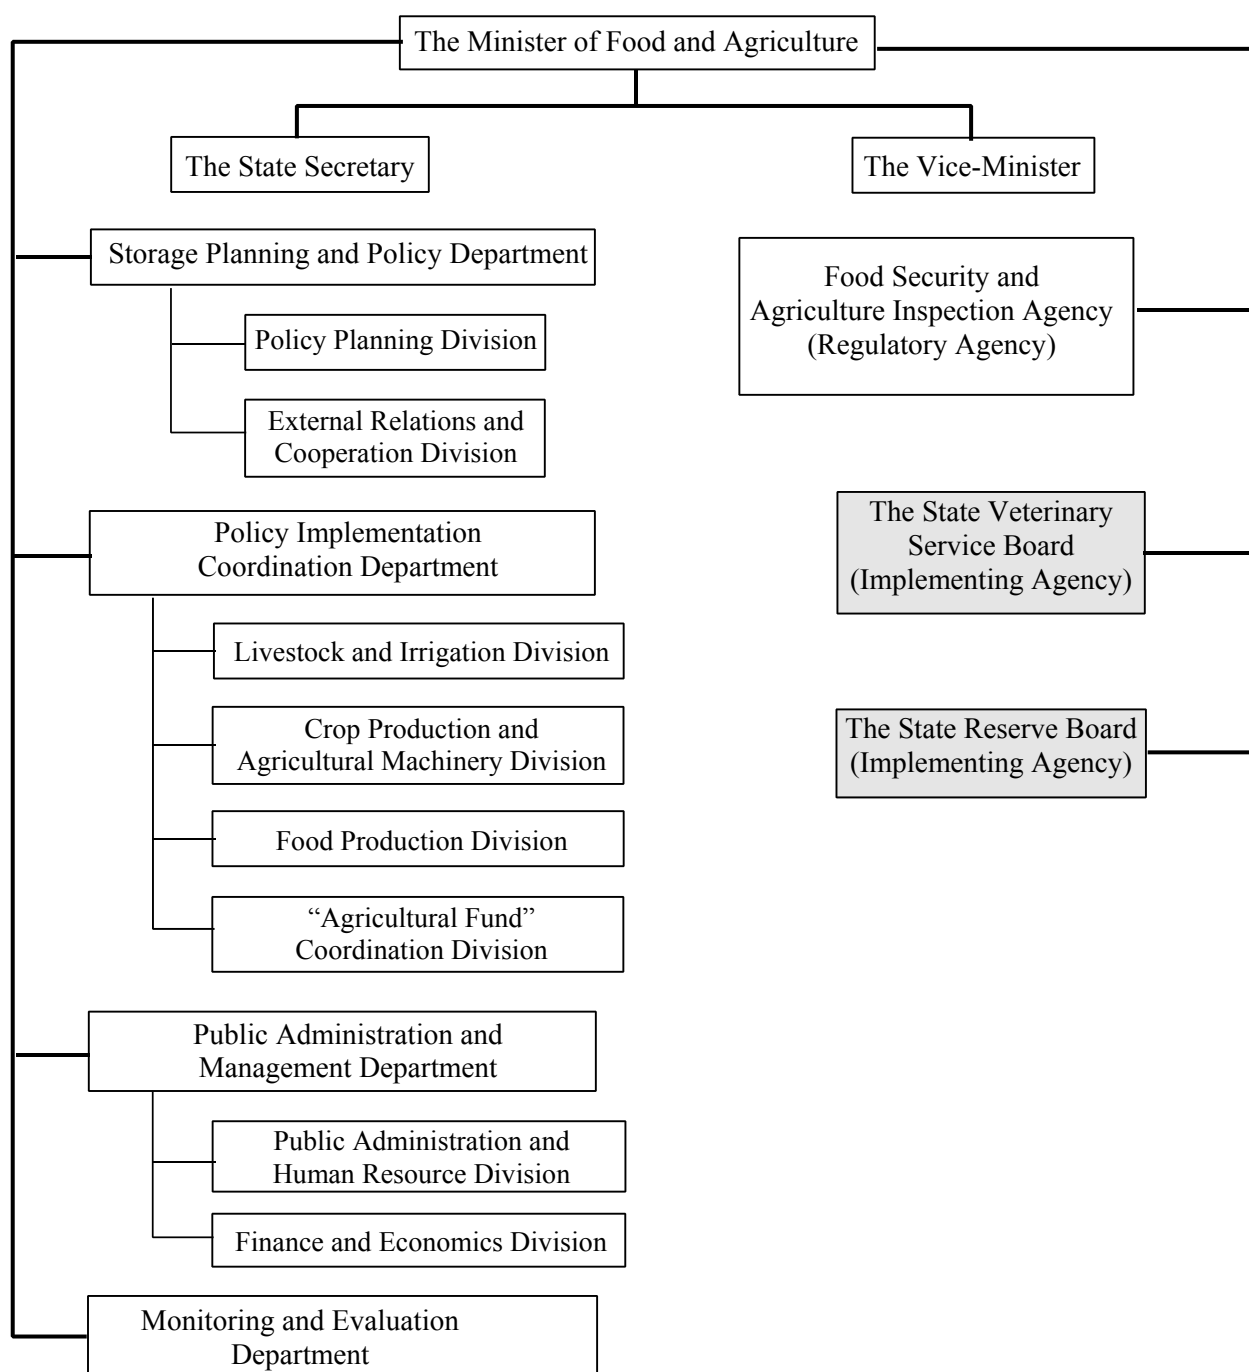 The Minister of Food and Agriculture
The State Secretary
The Vice-Minister
Storage Planning and Policy Department
Policy Planning Division
External Relations and
Cooperation Division
Policy Implementation
Coordination Department
Livestock and Irrigation Division
Crop Production and
Agricultural Machinery Division
Food Production Division
“Agricultural Fund”
Coordination Division
Public Administration and
Management Department
Public Administration and
Human Resource Division
Finance and Economics Division
Monitoring and Evaluation
Department
Food Security and
Agriculture Inspection Agency
(Regulatory Agency)
The State Veterinary
Service Board
(Implementing Agency)
The State Reserve Board
(Implementing Agency)